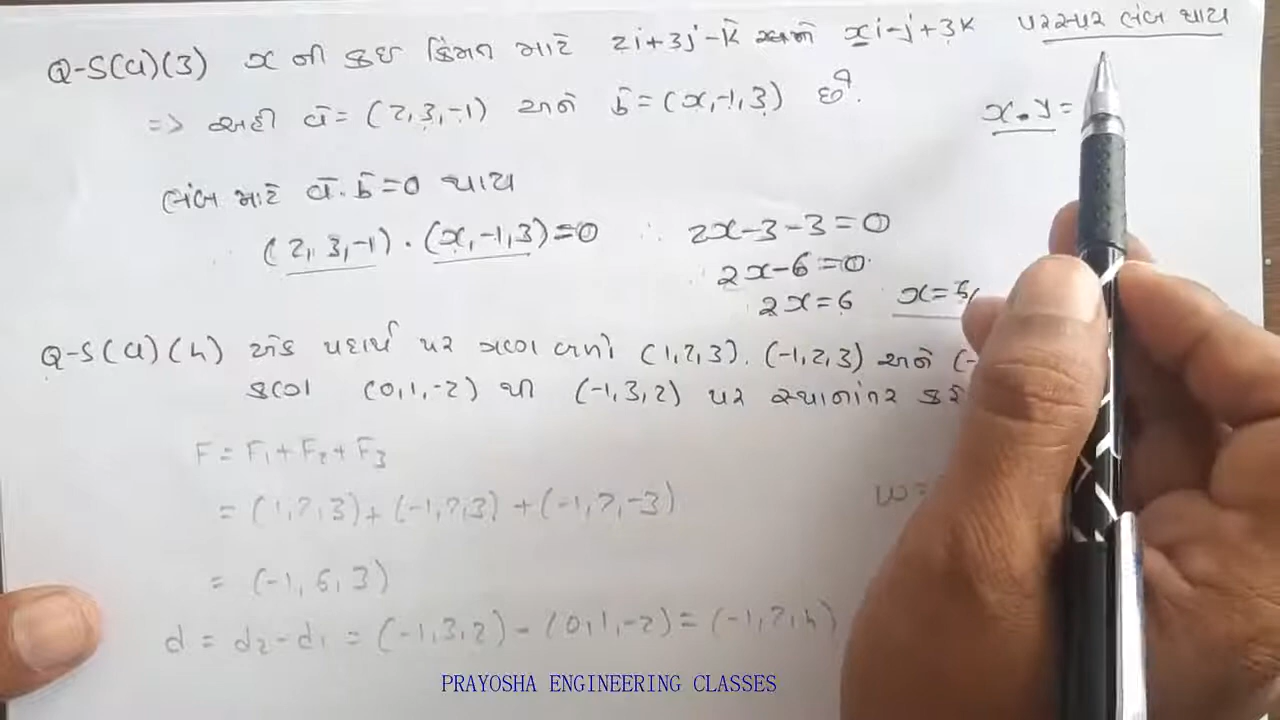 Q-5(a)(3) x ની કઇ કિંમત માટે 2i+3j-k અને xi-j+3k પરસ્પર લંબ થાય
=> અહી a̅=(2,3,-1) અને b̅=(x,-1,3) છે.
x.y=
લંબ માટે a̅.b̅=0 થાય
(2,3,-1).(x,-1,3)=0 ∴ 2x-3-3=0
2x-6=0
2x=6 x=
Q-5(a)(4) એક પદાર્થ પર બળો (1,2,3). (-1,2,3) અને (-
(0,1,-2) થી (-1,3,2) પર સ્થાનાંતર કરે
F = F1+F2+F3
= (1,2,3)+(-1,2,3)+(-1,2,-3)
w=
= (-1,6,3)
d = d2-d1 = (-1,3,2)-(0,1,-2)=(-1,2,4)
PRAYOSHA ENGINEERING CLASSES